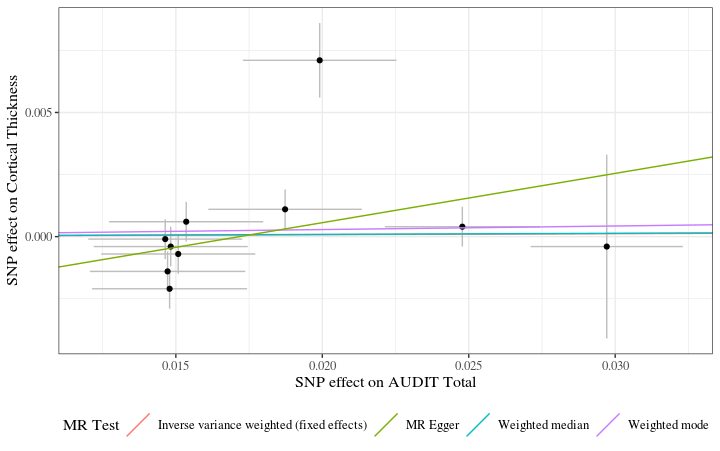 SNP effect on Cortical Thickness
0.005
0.000
0.015
0.020
0.025
0.030
SNP effect on AUDIT Total
MR Test
Inverse variance weighted (fixed effects)
MR Egger
Weighted median
Weighted mode